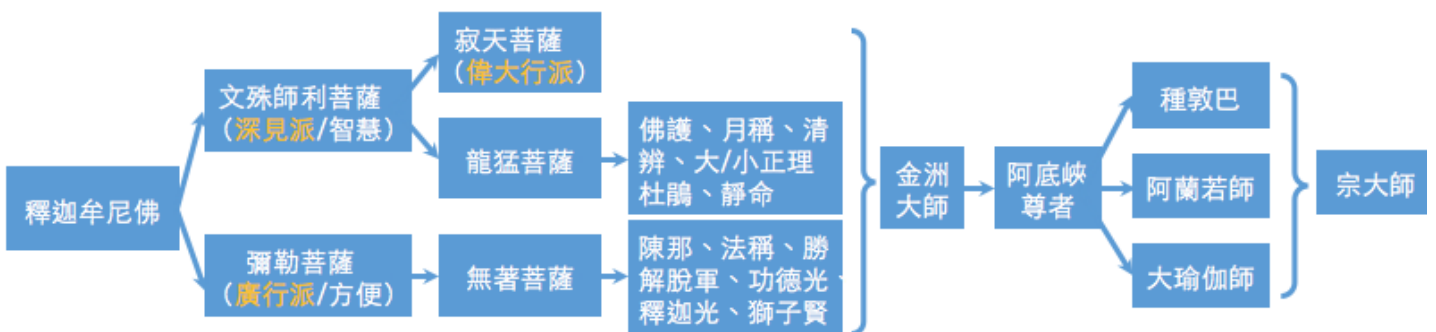 釋迦牟尼佛
文殊師利菩薩
（深見派/智慧）
彌勒菩薩
（廣行派/方便）
寂天菩薩
（偉大行派）
龍猛菩薩
無著菩薩
佛護、月稱、清
辨、大/小正理
杜鵑、靜命
陳那、法稱、勝
解脫軍、功德光、
釋迦光、獅子賢
金洲
大師
阿底峽
尊者
種敦巴
阿蘭若師
大瑜伽師
宗大師